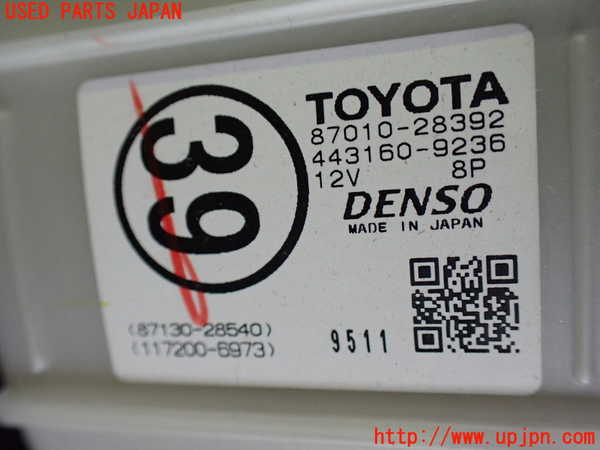 USED PARTS JAPAN
39
TOYOTA
87010-28392
443160-9236
12V 8P
DENSO
MADE IN JAPAN
(87130-28540)
(117200-6973)
9511
http://www.upjpn.com/